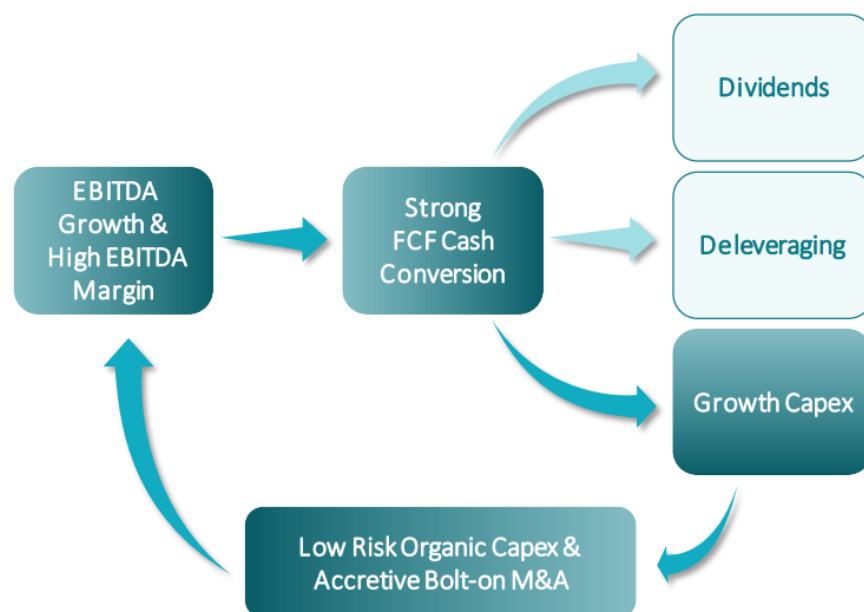 Dividends
EBITDA
Growth &
High EBITDA
Margin
Strong
FCF Cash
Conversion
Deleveraging
Growth Capex
Low Risk Organic Capex &
Accretive Bolt-on M&A